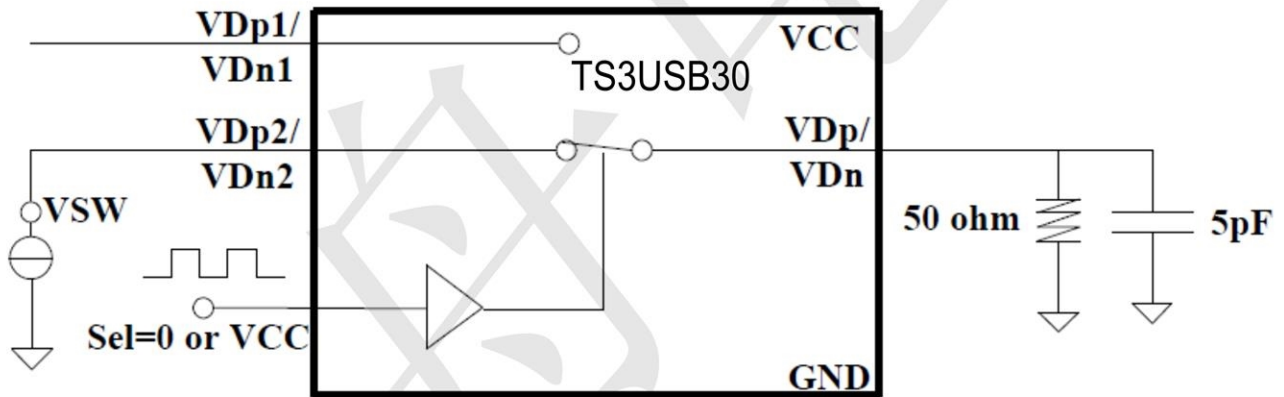 VDp1/
VDn1
VCC
TS3USB30
VDp2/
VDn2
VDp/
VDn
VSW
50 ohm
5pF
Sel=0 or VCC
GND